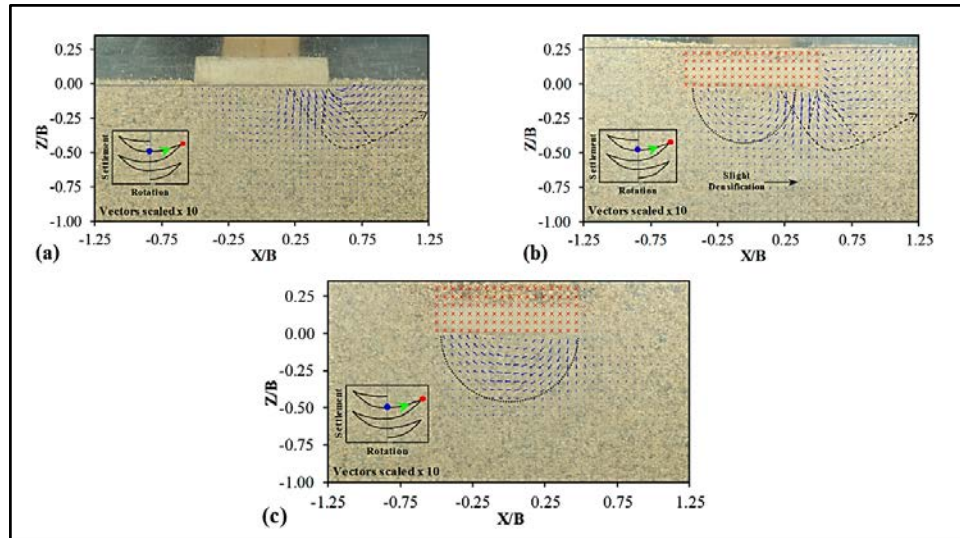 0.25
0.00
-0.25
-0.50
-0.75
-1.00
Z/B
Settlement
Rotation
Vectors scaled x 10
-1.25 -0.75 -0.25 0.25 0.75 1.25
X/B
(a)
0.25
0.00
-0.25
-0.50
-0.75
-1.00
Z/B
Settlement
Rotation
Slight
Densification
Vectors scaled x 10
-1.25 -0.75 -0.25 0.25 0.75 1.25
X/B
(b)
0.25
0.00
-0.25
-0.50
-0.75
-1.00
Z/B
Settlement
Rotation
Vectors scaled x 10
-1.25 -0.75 -0.25 0.25 0.75 1.25
X/B
(c)